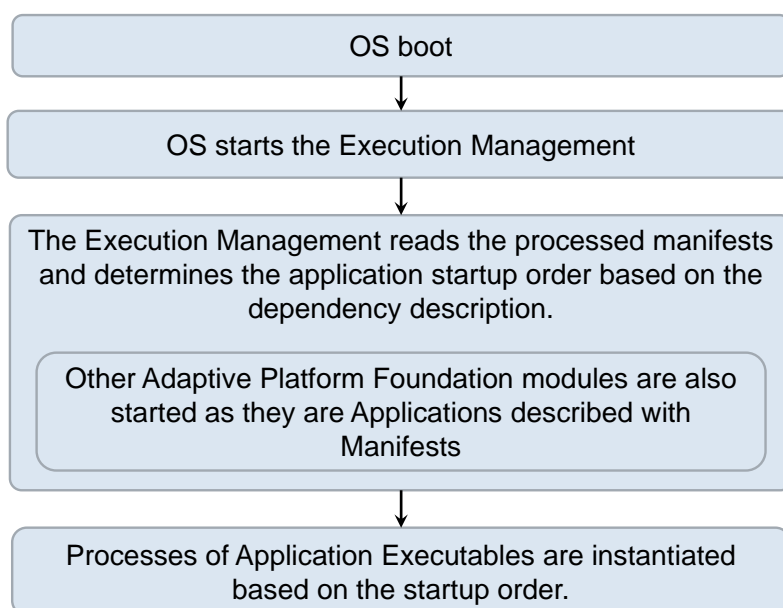 OS boot
OS starts the Execution Management
The Execution Management reads the processed manifests
and determines the application startup order based on the
dependency description.
Other Adaptive Platform Foundation modules are also
started as they are Applications described with
Manifests
Processes of Application Executables are instantiated
based on the startup order.